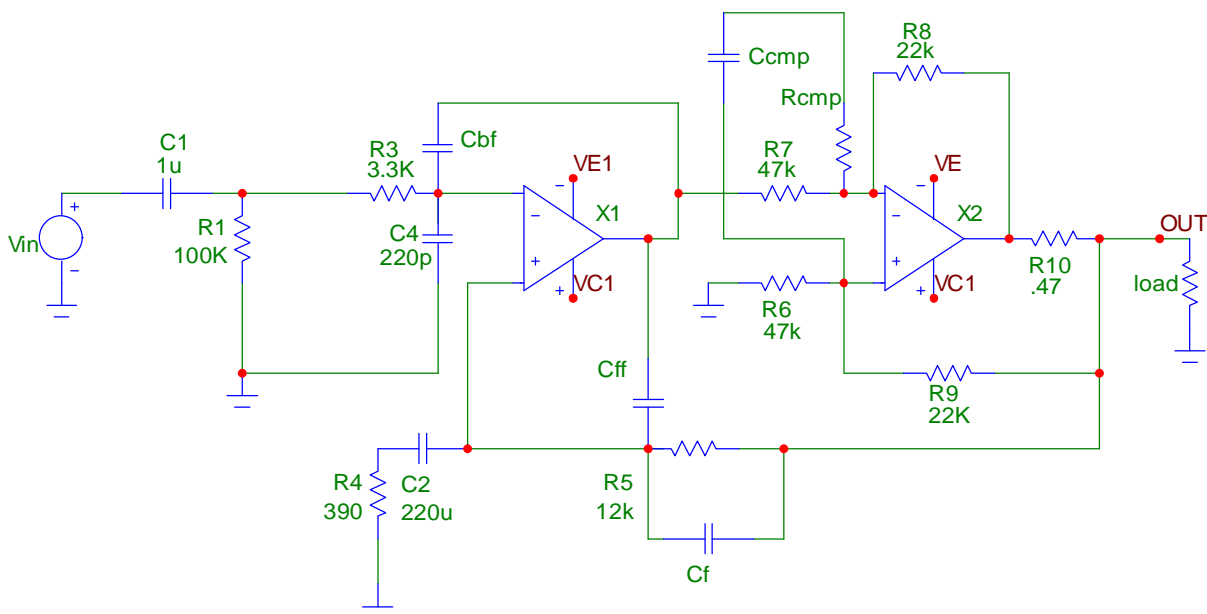 R8
22k
Ccmp
Rcmp
C1
1u
R3
3.3K
Cbf
VE1
R7
47k
VE
R1
100K
C4
220p
X1
X2
OUT
Vin
+
-
-
+
-
+
-
+
-
+
VC1
R6
47k
VC1
R10
.47
load
Cff
R9
22K
R4
390
C2
220u
R5
12k
Cf